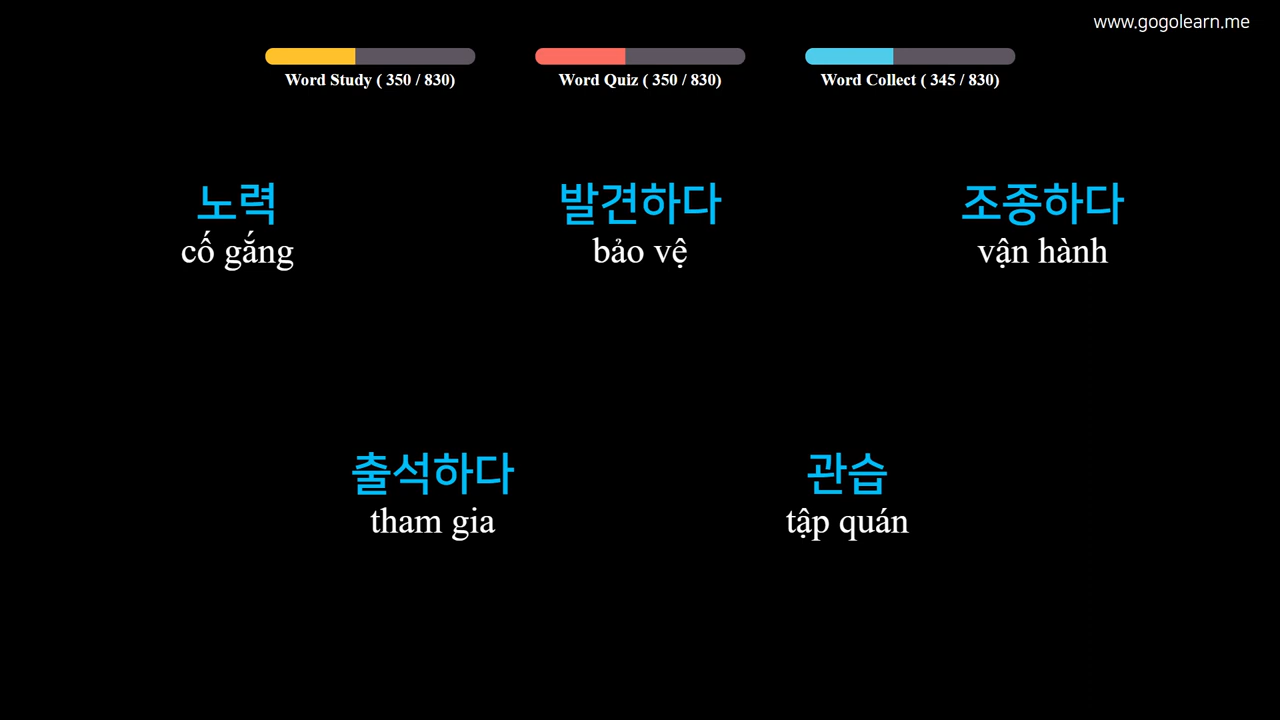 www.gogolearn.me
Word Study ( 350 / 830)
Word Quiz ( 350 / 830)
Word Collect ( 345 / 830)
노력
cố gắng
발견하다
bảo vệ
조종하다
vận hành
출석하다
tham gia
관습
tập quán